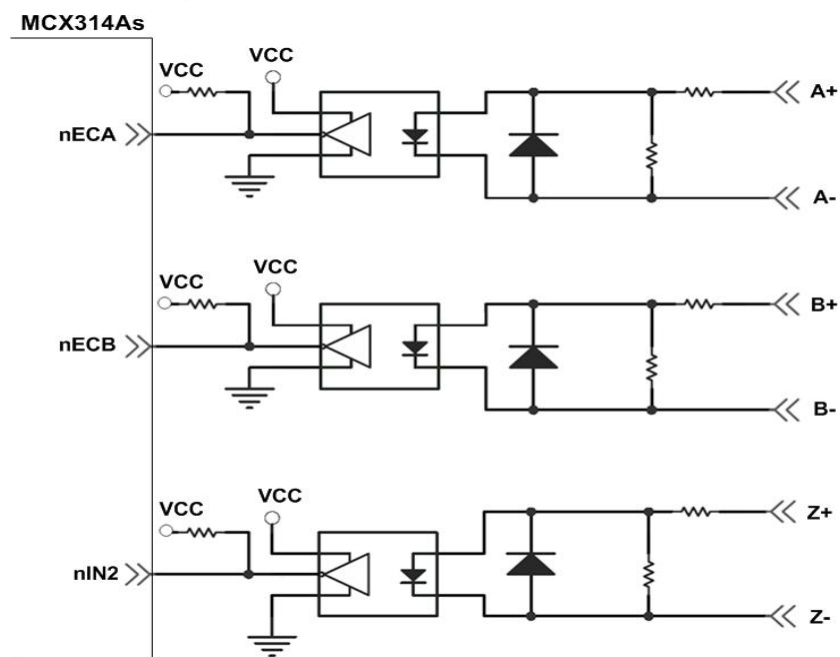 MCX314As
VCC
VCC
A+
nECA
A-
VCC
VCC
B+
nECB
B-
VCC
VCC
Z+
nIN2
Z-